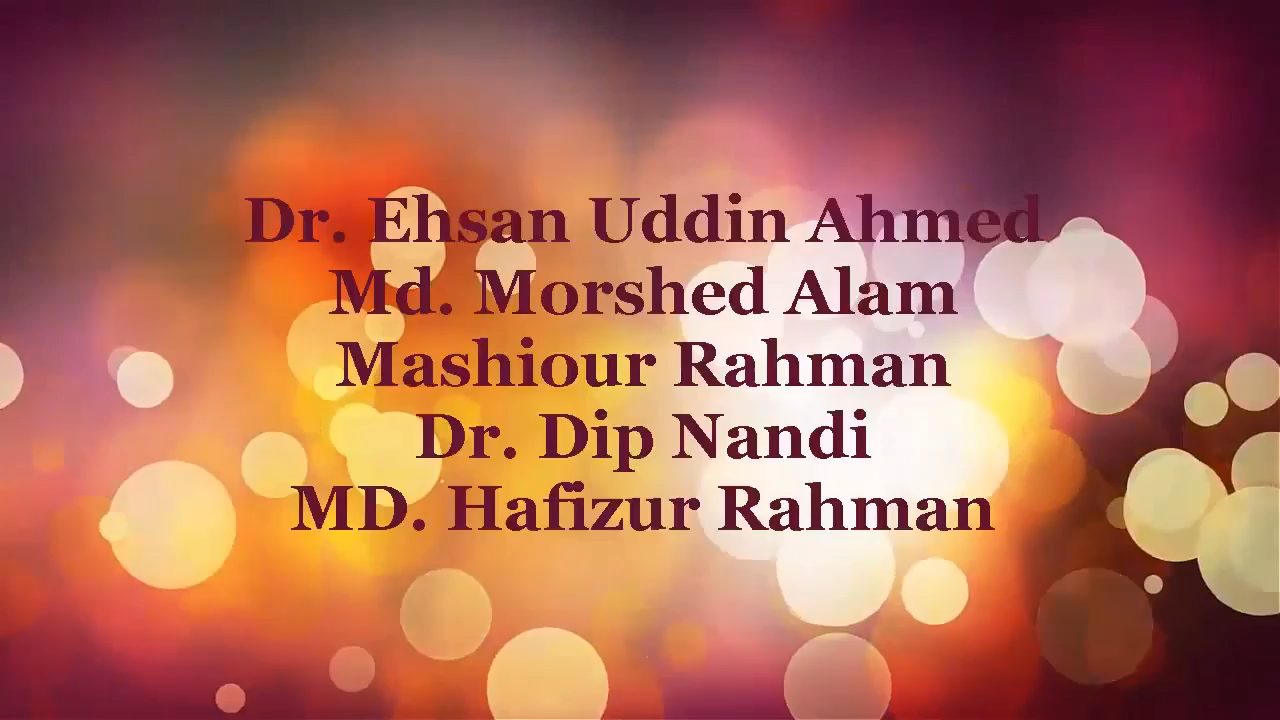 Dr. Ehsan Uddin Ahmed
Md. Morshed Alam
Mashiour Rahman
Dr. Dip Nandi
MD. Hafizur Rahman